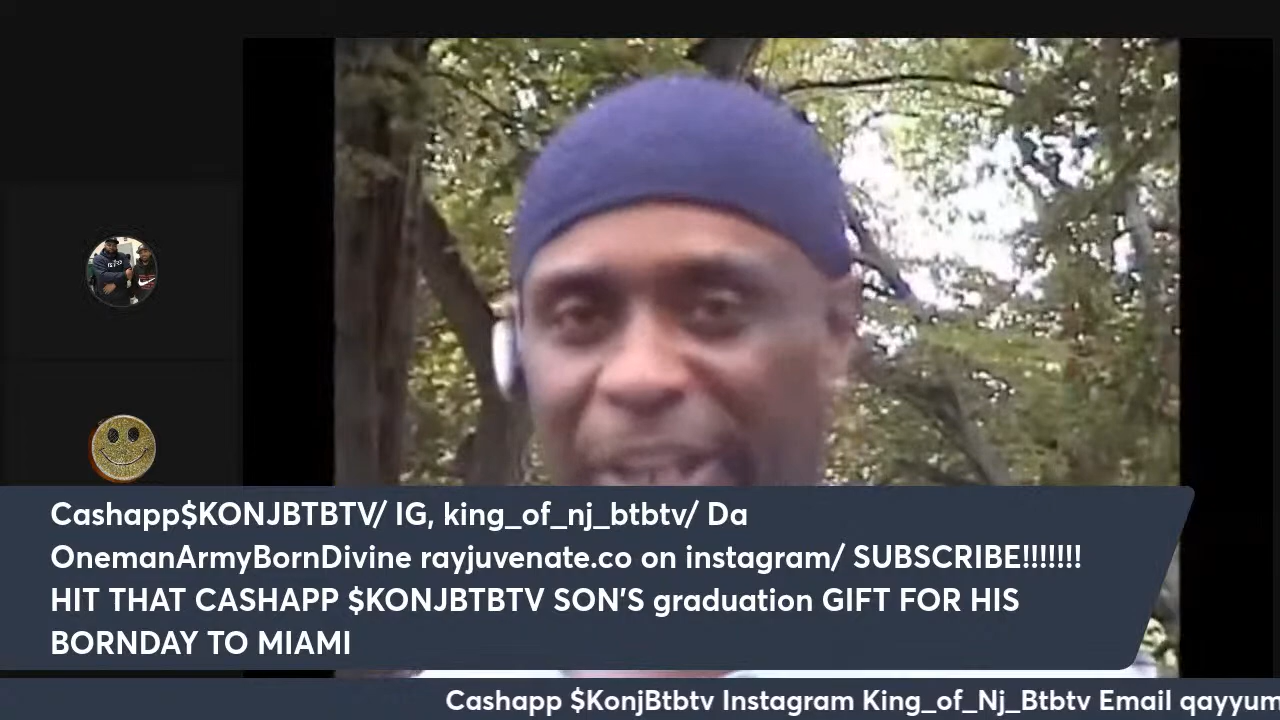 Cashapp$KONJBTBTV/ IG, king_of_nj_btbtv/ Da
OnemanArmyBornDivine rayjuvenate.co on instagram/ SUBSCRIBE!!!!!!!
HIT THAT CASHAPP $KONJBTBTV SON'S graduation GIFT FOR HIS
BORNDAY TO MIAMI
Cashapp $KonjBtbtv Instagram King_of_Nj_Btbtv Email qayyum